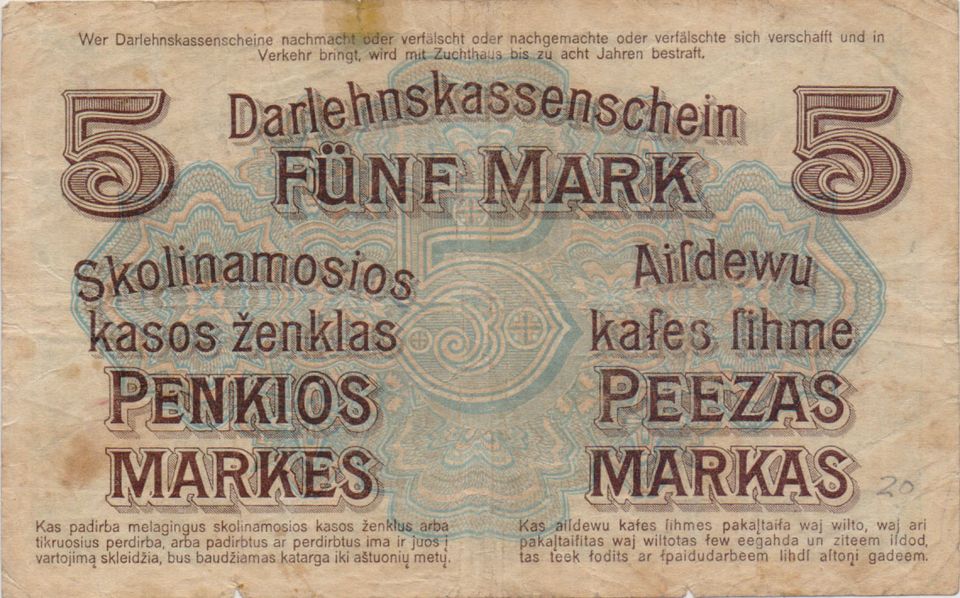 Wer Darlehnskassenscheine nachmacht oder verfälscht oder nachgemachte oder verfälschte sich verschafft und in
Verkehr bringt, wird mit Zuchthaus bis zu acht Jahren bestraft.
5 Darlehnskassenschein 5
FÜNF MARK
Skolinamosios
kasos ženklas
PENKIOS
MARKES
Aiſdewu
kaſes ſihme
PEEZAS
MARKAS
20
Kas padirba melagingus skolinamosios kasos ženklus arba
tikruosius perdirba, arba padirbtus ar perdirbtus ima ir juos į
vartojimą skleidžia, bus baudžiamas katarga iki aštuonių metų.
Kas aiſdewu kaſes ſihmes pakaļtaiſa waj wilto, waj ari
pakaļtaiſitas waj wiltotas ſew eegahda un ziteem iſdod,
tas teek ſodits ar ſpaidudarbeem lihdſ aſtoņi gadeem.